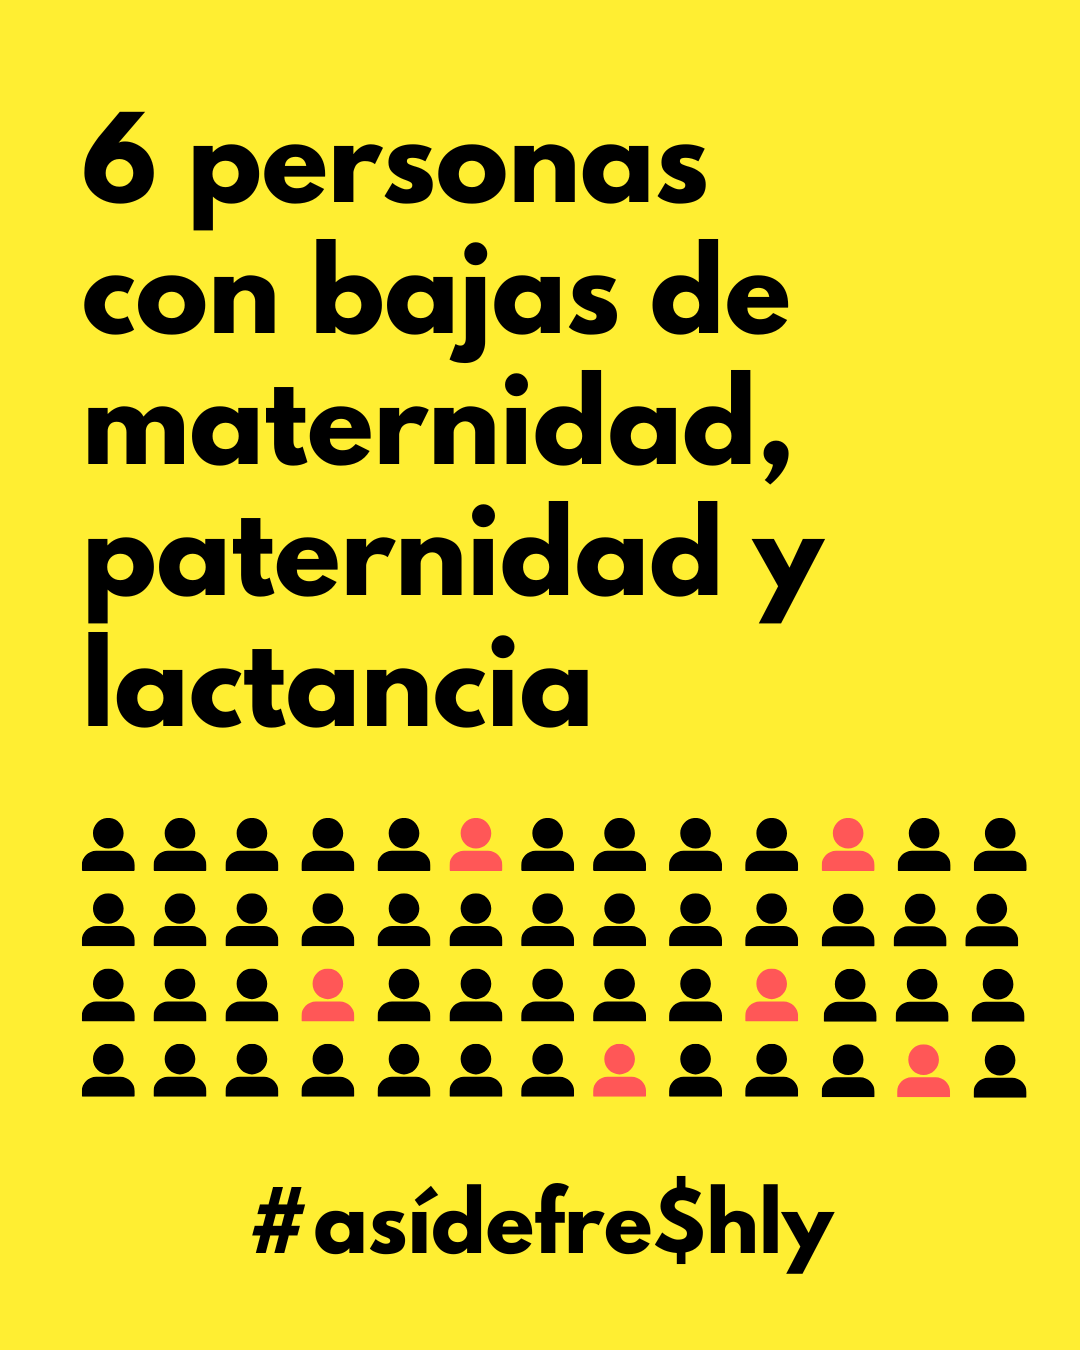 6 personas
con bajas de
maternidad,
paternidad y
lactancia
#asídefre$hly